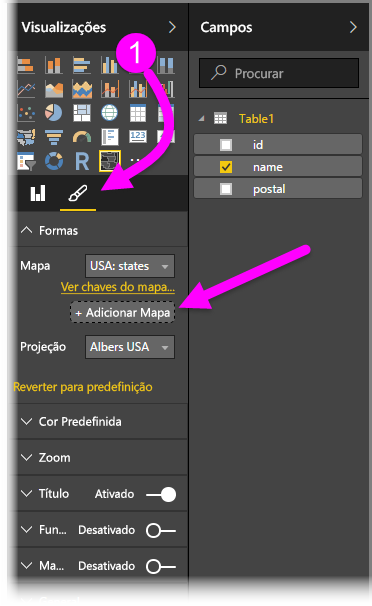 Visualizações
Campos
1
Procurar
R
123
Table1
id
name
postal
Formas
Mapa
USA: states
Ver chaves do mapa...
+ Adicionar Mapa
Projeção
Albers USA
Reverter para predefinição
Cor Predefinida
Zoom
Título Ativado
Fun... Desativado
Ma... Desativado